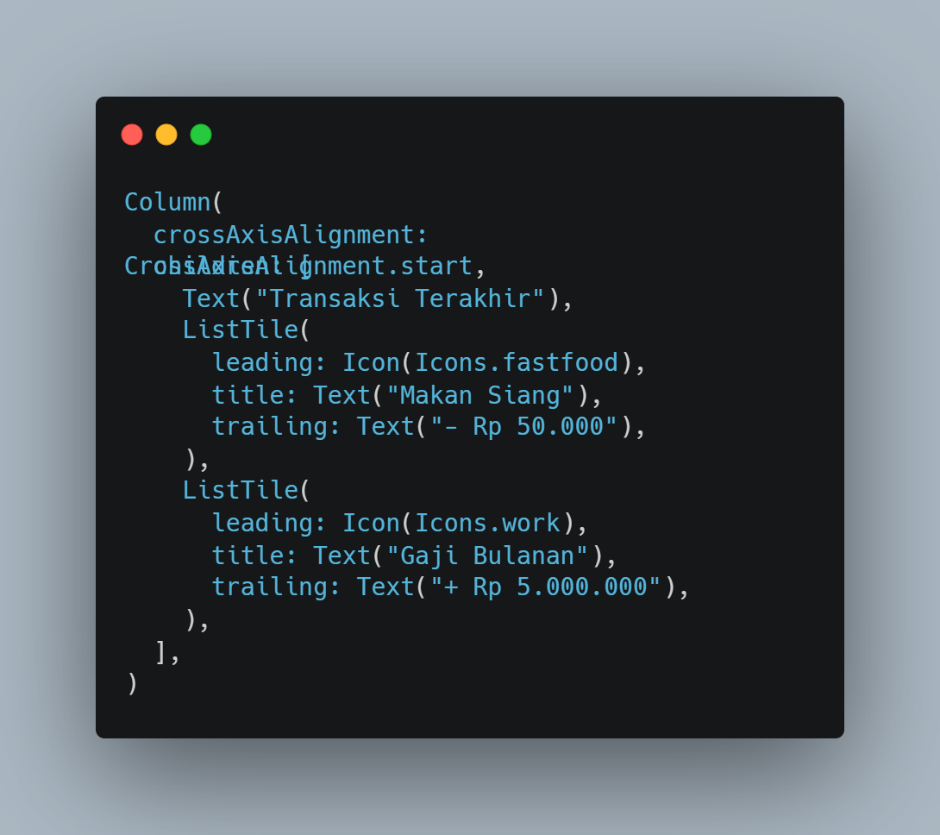 Column(
  crossAxisAlignment:
CrossAxisAlignment.start,
  children: [
    Text("Transaksi Terakhir"),
    ListTile(
      leading: Icon(Icons.fastfood),
      title: Text("Makan Siang"),
      trailing: Text("- Rp 50.000"),
    ),
    ListTile(
      leading: Icon(Icons.work),
      title: Text("Gaji Bulanan"),
      trailing: Text("+ Rp 5.000.000"),
    ),
  ],
)